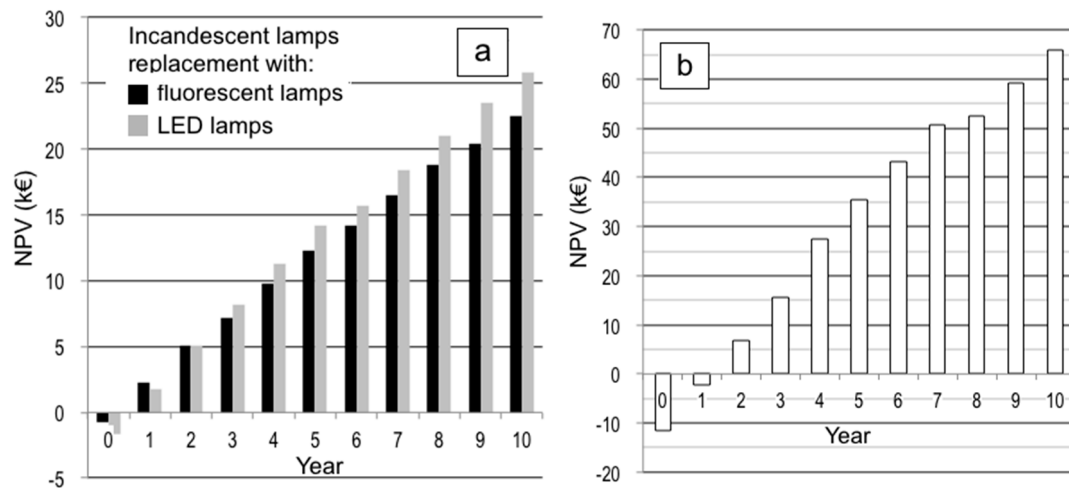 a
Incandescent lamps
replacement with:
fluorescent lamps
LED lamps
NPV (k€)
30
25
20
15
10
5
0
-5
0 1 2 3 4 5 6 7 8 9 10
Year
b
NPV (k€)
70
60
50
40
30
20
10
0
-10
-20
0 1 2 3 4 5 6 7 8 9 10
Year